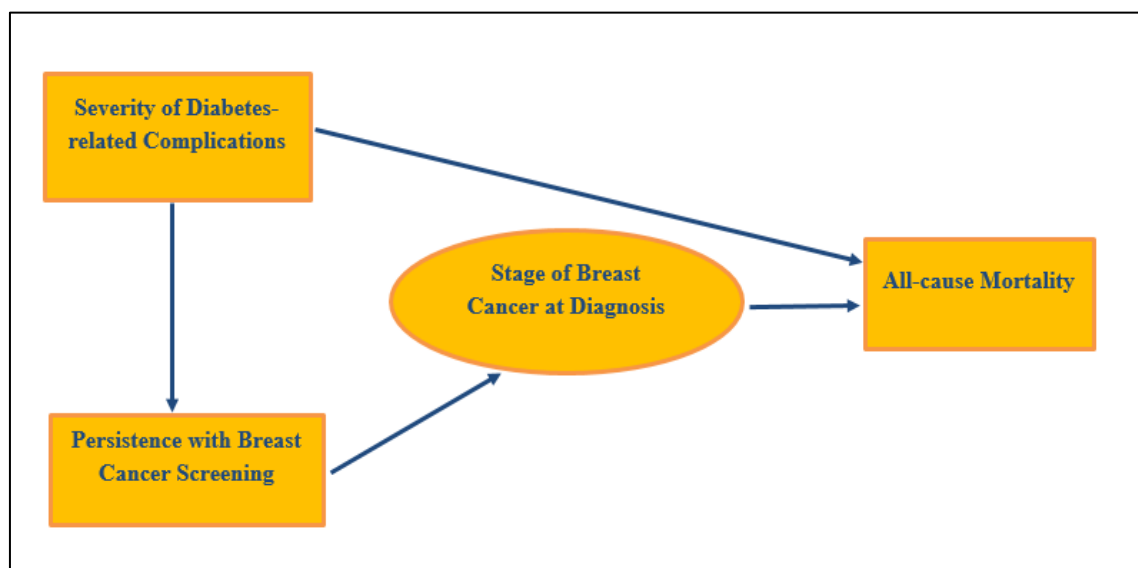 Severity of Diabetes-
related Complications
Stage of Breast
Cancer at Diagnosis
All-cause Mortality
Persistence with Breast
Cancer Screening